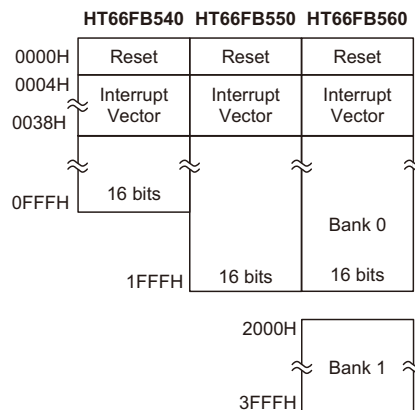 HT66FB540 HT66FB550 HT66FB560
0000H Reset Reset Reset
0004H
Interrupt Vector Interrupt Vector Interrupt Vector
0038H
16 bits
0FFFH
Bank 0
1FFFH 16 bits 16 bits
2000H
Bank 1
3FFFH